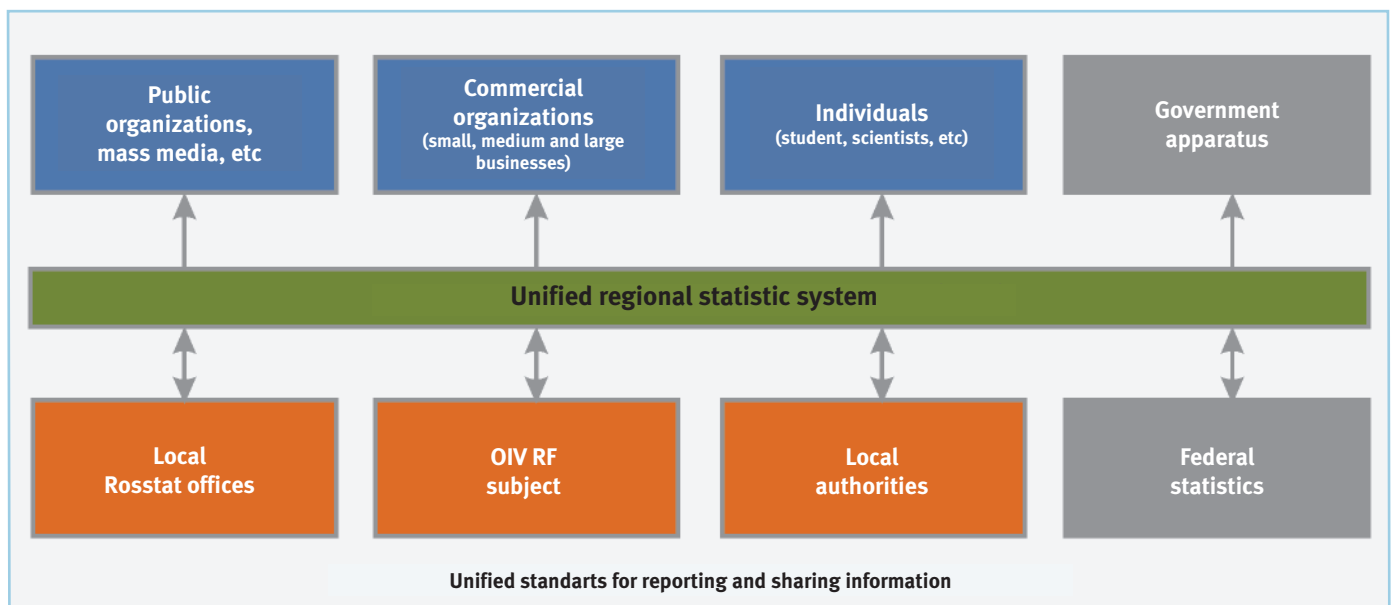 Public
organizations,
mass media, etc
Commercial
organizations
(small, medium and large
businesses)
Individuals
(student, scientists, etc)
Government
apparatus
Unified regional statistic system
Local
Rosstat offices
OIV RF
subject
Local
authorities
Federal
statistics
Unified standarts for reporting and sharing information